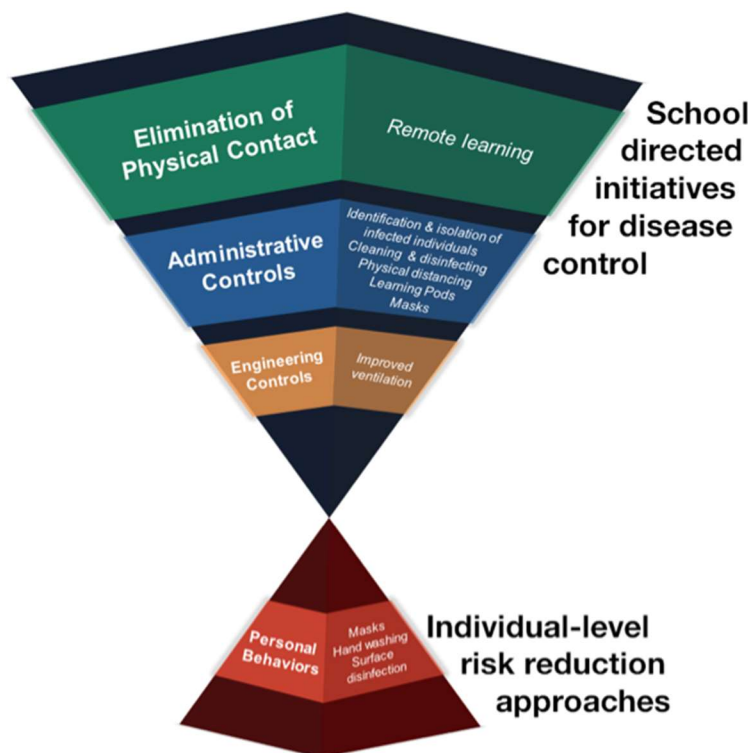 Elimination of
Physical Contact
Remote learning
School
directed
initiatives
for disease
control
Administrative
Controls
Identification & isolation of
infected individuals
Cleaning & disinfecting
Physical distancing
Learning Pods
Masks
Engineering
Controls
Improved
ventilation
Personal
Behaviors
Masks
Hand washing
Surface
disinfection
Individual-level
risk reduction
approaches